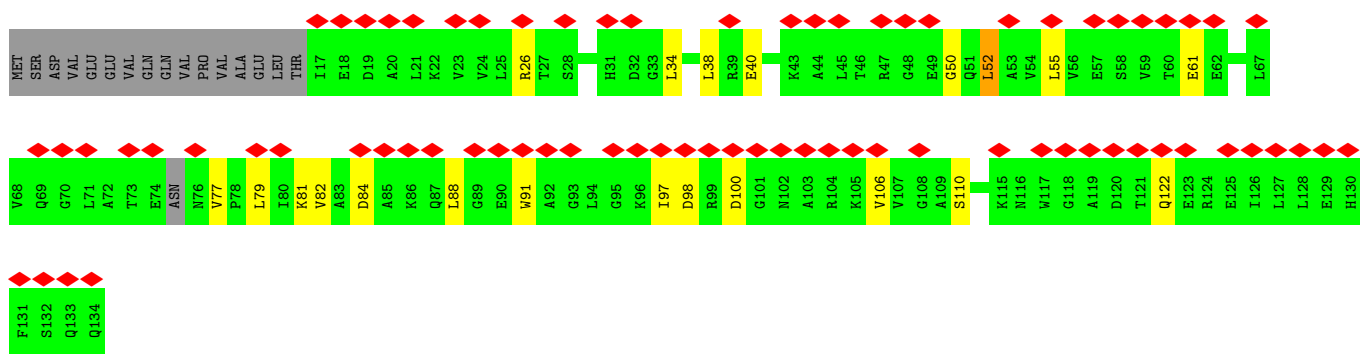 MET SER ASP VAL GLU GLU VAL GLN GLN VAL PRO VAL ALA GLU LEU THR I17 E18 D19 A20 L21 K22 V23 V24 L25 R26 T27 S28 H31 D32 G33 L34 L38 R39 E40 K43 A44 L45 T46 R47 G48 E49 G50 Q51 L52 A53 V54 L55 V56 E57 S58 V59 T60 E61 E62 L67
V68 Q69 G70 L71 A72 T73 E74 ASN N76 V77 P78 L79 I80 K81 V82 A83 D84 A85 K86 Q87 L88 G89 E90 W91 A92 G93 L94 G95 K96 I97 D98 R99 D100 G101 N102 A103 R104 K105 V106 V107 G108 A109 S110 K115 N116 W117 G118 A119 D120 T121 Q122 E123 R124 E125 I126 L127 L128 E129 H130
F131 S132 Q133 Q134